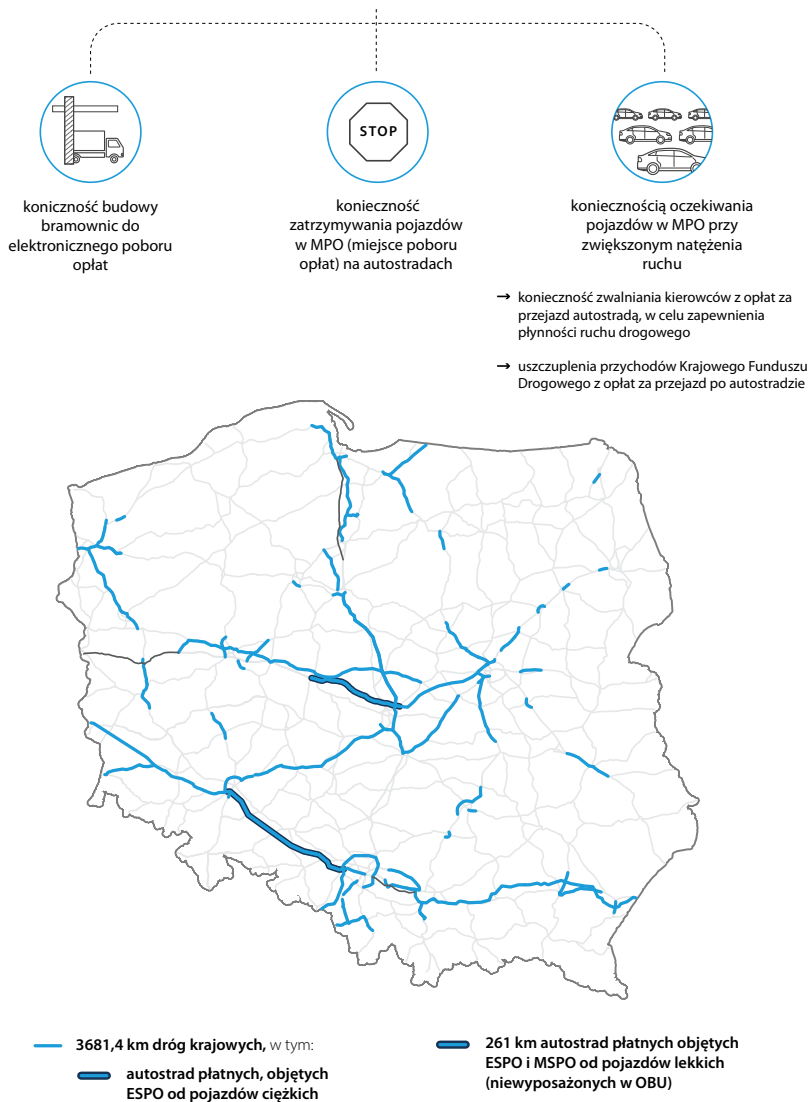 STOP
koniczność budowy
bramownic do
elektronicznego poboru
opłat
konieczność
zatrzymywania pojazdów
w MPO (miejsce poboru
opłat) na autostradach
koniecznością oczekiwania
pojazdów w MPO przy
zwiększonym natężenia
ruchu
→ konieczność zwalniania kierowców z opłat za
przejazd autostradą, w celu zapewnienia
płynności ruchu drogowego
→ uszczuplenia przychodów Krajowego Funduszu
Drogowego z opłat za przejazd po autostradzie
3681,4 km dróg krajowych, w tym:
autostrad płatnych, objętych
ESPO od pojazdów ciężkich
261 km autostrad płatnych objętych
ESPO i MSPO od pojazdów lekkich
(niewyposażonych w OBU)